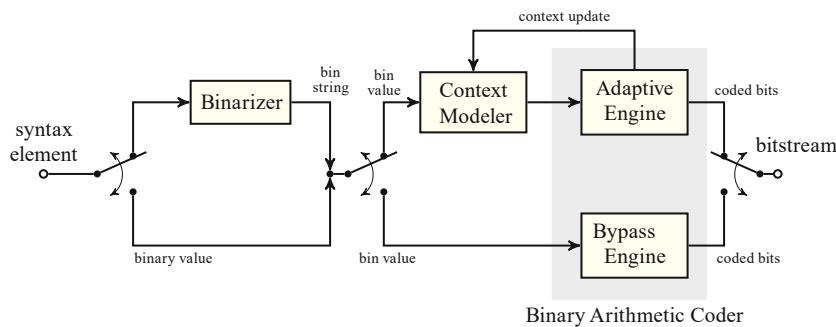 context update
bin
string
bin
value
Binarizer
Context
Modeler
Adaptive
Engine
coded bits
syntax
element
bitstream
binary value
bin value
Bypass
Engine
coded bits
Binary Arithmetic Coder